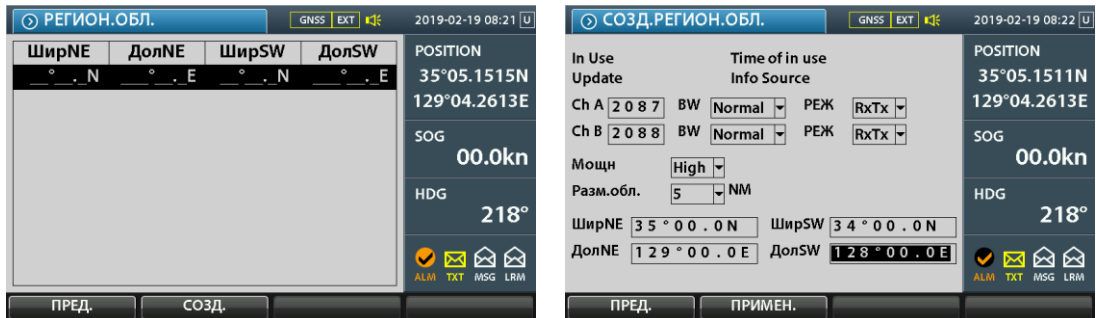 РЕГИОН.ОБЛ. GNSS EXT 2019-02-19 08:21 U
ШирNE ДолNE ШирSW ДолSW
__°__._N ___°__._E __°__._N ___°__._E
POSITION
35°05.1515N
129°04.2613E
SOG
00.0kn
HDG
218°
ALM TXT MSG LRM
ПРЕД. СОЗД.
СОЗД.РЕГИОН.ОБЛ. GNSS EXT 2019-02-19 08:22 U
In Use Time of in use
Update Info Source
Ch A 2087 BW Normal РЕЖ RxTx
Ch B 2088 BW Normal РЕЖ RxTx
Мощн High
Разм.обл. 5 NM
ШирNE 35°00.0N ШирSW 34°00.0N
ДолNE 129°00.0E ДолSW 128°00.0E
POSITION
35°05.1511N
129°04.2613E
SOG
00.0kn
HDG
218°
ALM TXT MSG LRM
ПРЕД. ПРИМЕН.